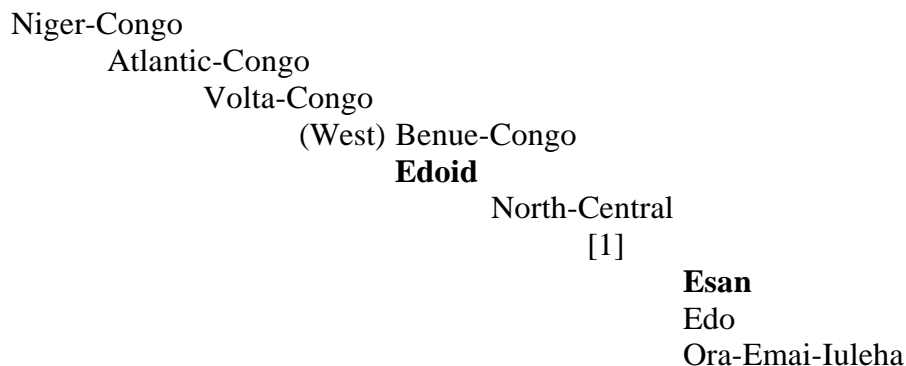 Niger-Congo
Atlantic-Congo
Volta-Congo
(West) Benue-Congo
Edoid
North-Central
[1]
Esan
Edo
Ora-Emai-Iuleha